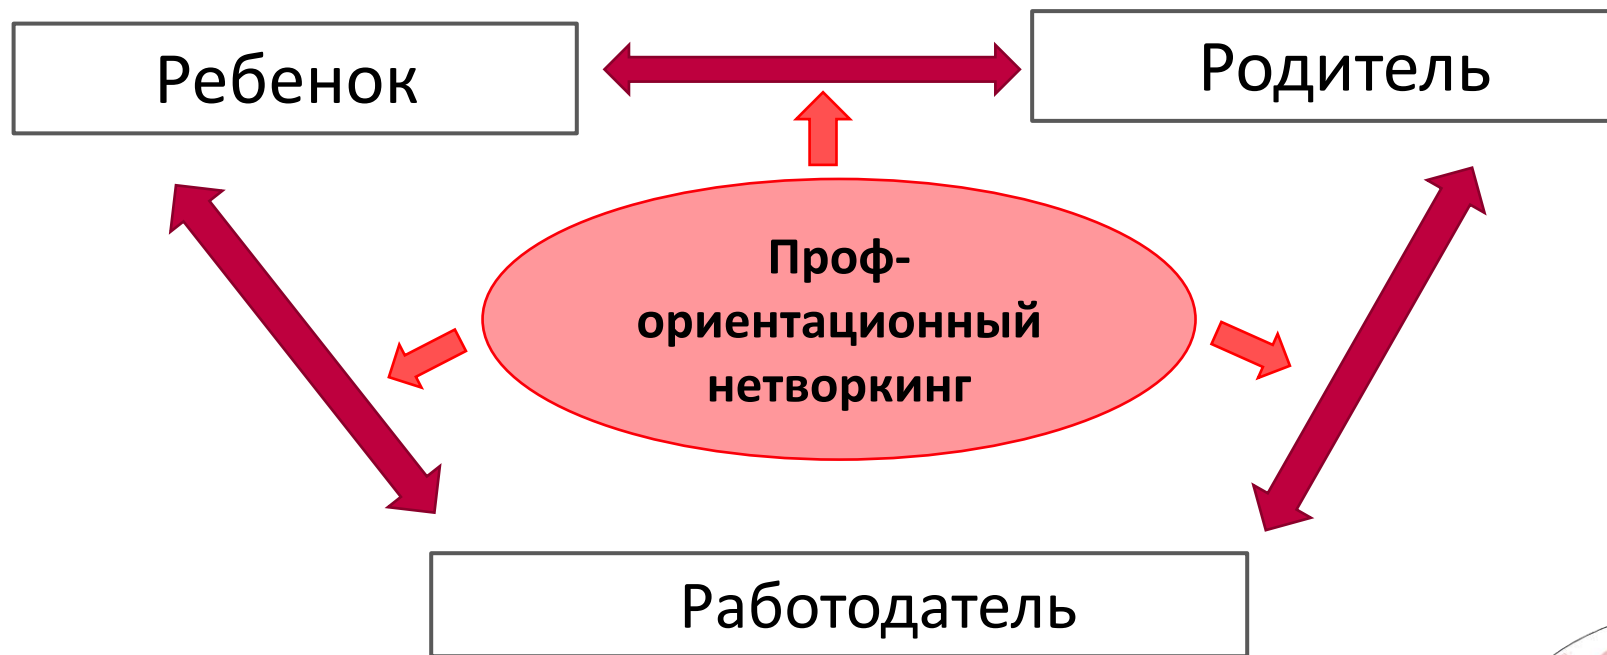 Ребенок
Родитель
Проф-
ориентационный
нетворкинг
Работодатель